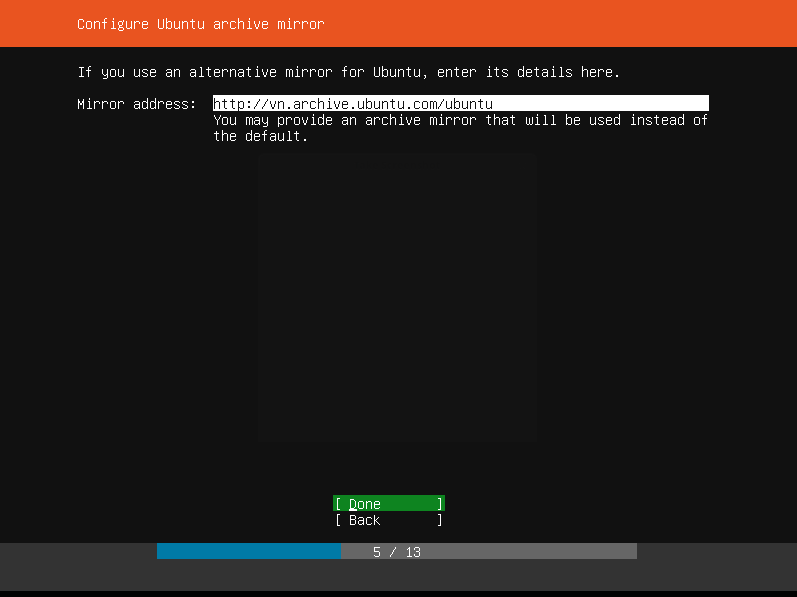 Configure Ubuntu archive mirror
If you use an alternative mirror for Ubuntu, enter its details here.
Mirror address: http://vn.archive.ubuntu.com/ubuntu
You may provide an archive mirror that will be used instead of
the default.
[ Done ]
[ Back ]
5 / 13